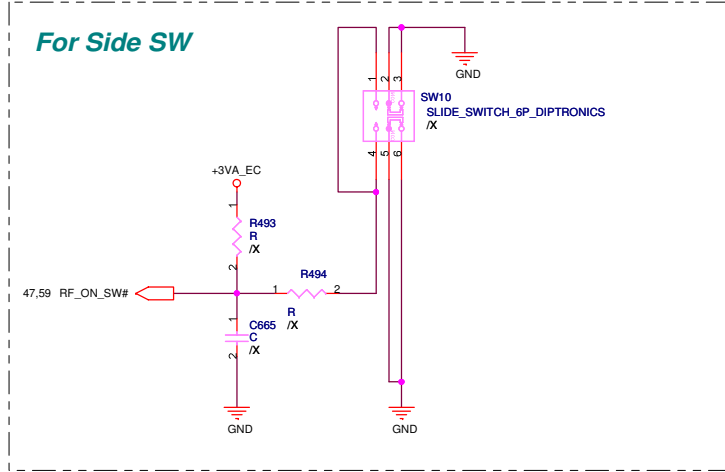 For Side SW
GND
1
2
3
SW10
SLIDE_SWITCH_6P_DIPTRONICS
/X
4
5
6
+3VA_EC
1
R493
R
/X
2
R494
47,59 RF_ON_SW#
1
2
R
/X
1
C665
C
/X
2
GND
GND